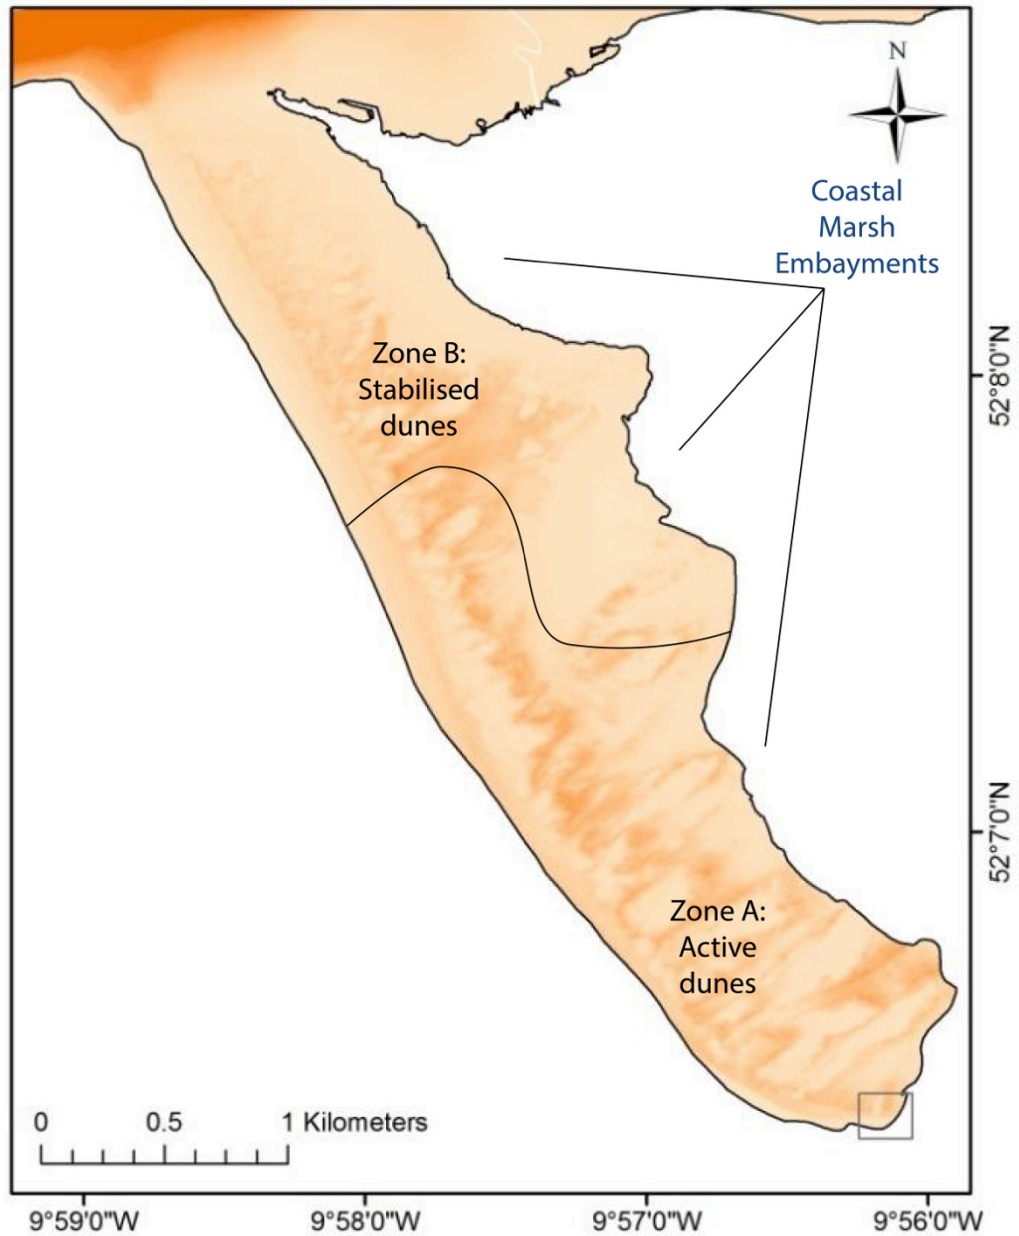 N
Coastal
Marsh
Embayments
52°8'0"N
Zone B:
Stabilised
dunes
52°7'0"N
Zone A:
Active
dunes
0 0.5 1 Kilometers
9°59'0"W 9°58'0"W 9°57'0"W 9°56'0"W